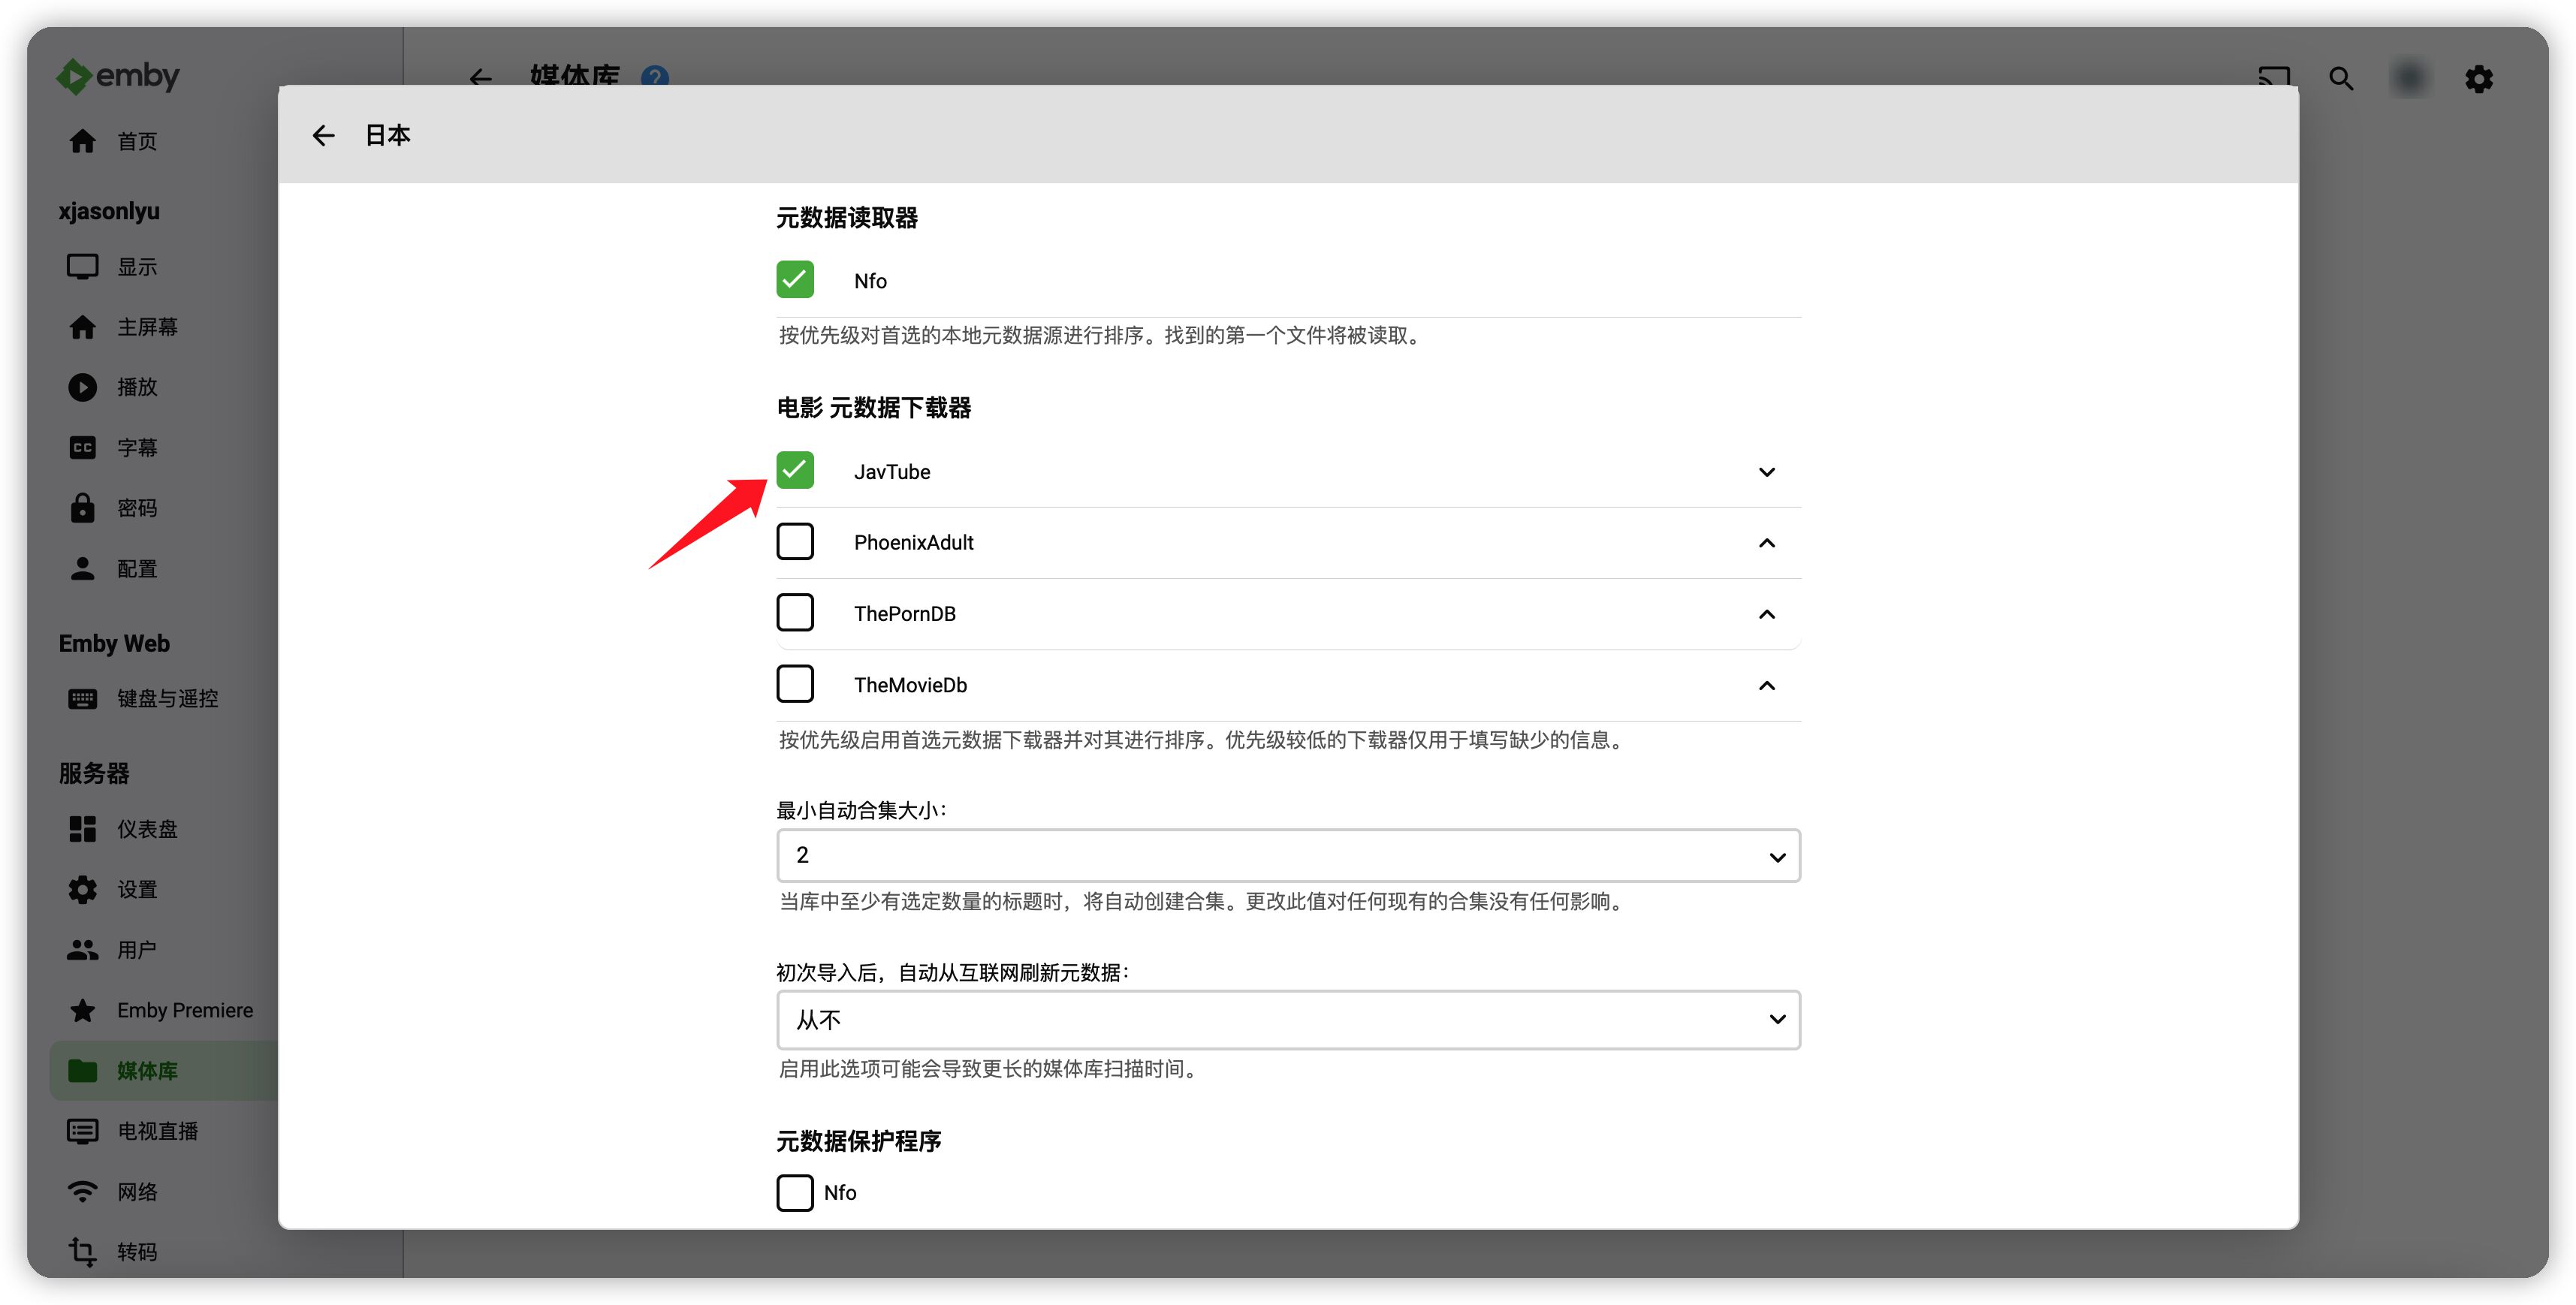 emby
媒体库 ?
日本
首页
xjasonlyu
显示
主屏幕
播放
CC 字幕
密码
配置
Emby Web
键盘与遥控
服务器
仪表盘
设置
用户
Emby Premiere
媒体库
电视直播
网络
转码
元数据读取器
Nfo
按优先级对首选的本地元数据源进行排序。找到的第一个文件将被读取。
电影 元数据下载器
JavTube
PhoenixAdult
ThePornDB
TheMovieDb
按优先级启用首选元数据下载器并对其进行排序。优先级较低的下载器仅用于填写缺少的信息。
最小自动合集大小:
2
当库中至少有选定数量的标题时，将自动创建合集。更改此值对任何现有的合集没有任何影响。
初次导入后，自动从互联网刷新元数据:
从不
启用此选项可能会导致更长的媒体库扫描时间。
元数据保护程序
Nfo